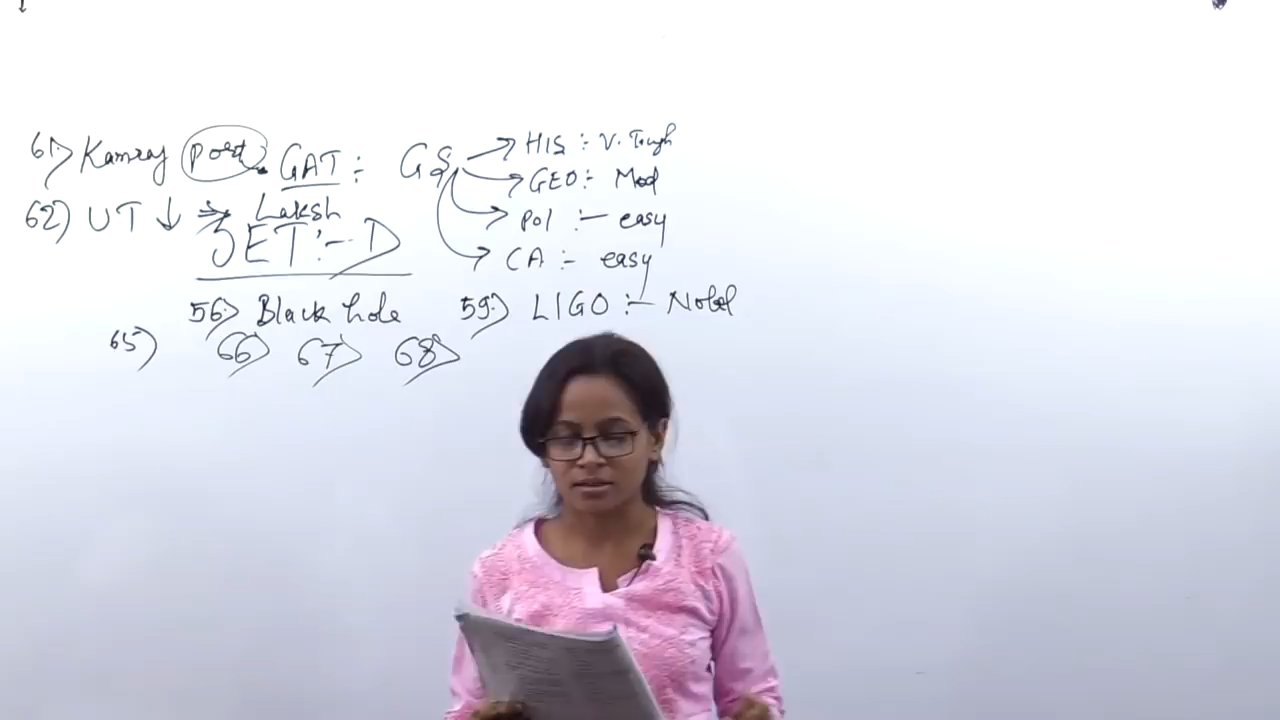 61) Kamraj port. GAT : GS → HIS : V. Tough
→ GEO :- Mod
62) UT ↓ → Laksh → Pol :- easy
SET :- D → CA :- easy
56) Black hole 59) LIGO :- Nobel
65) 66) 67) 68)